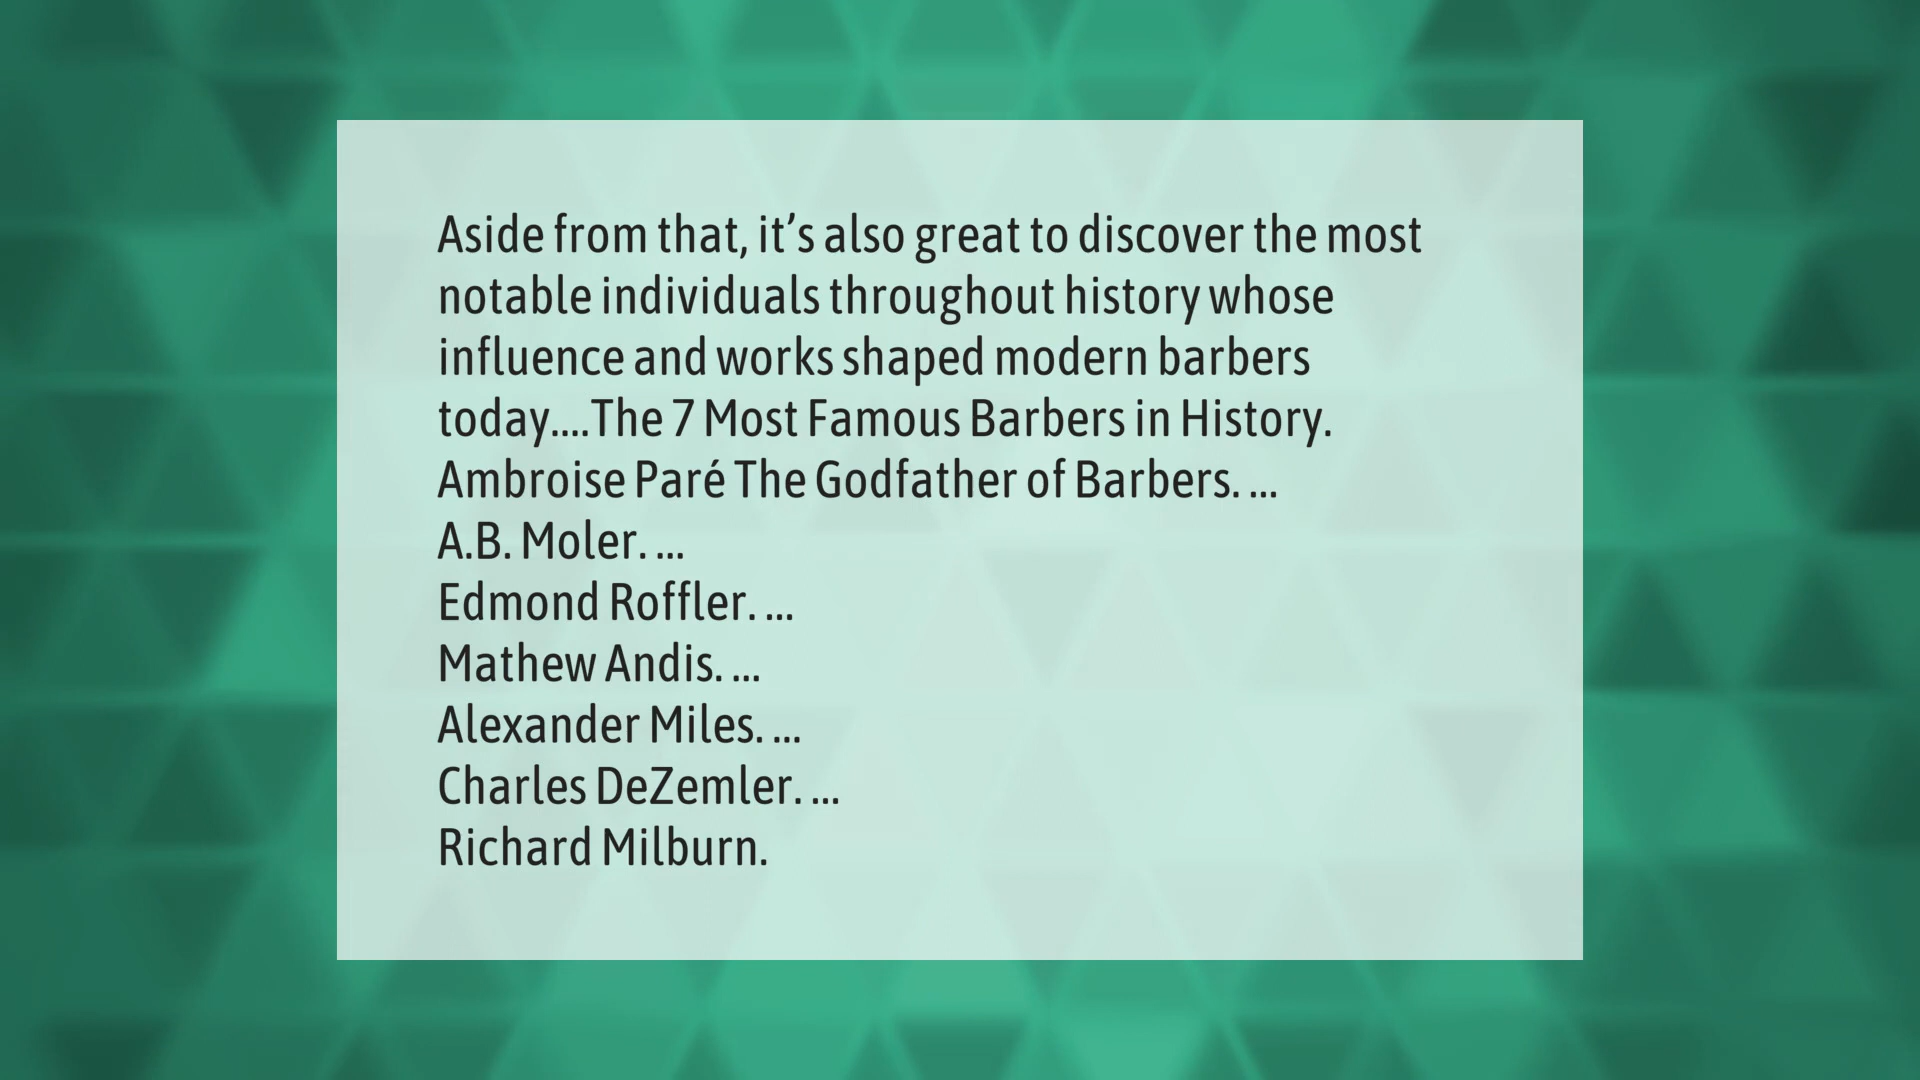 Aside from that, it’s also great to discover the most
notable individuals throughout history whose
influence and works shaped modern barbers
today....The 7 Most Famous Barbers in History.
Ambroise Paré The Godfather of Barbers. ...
A.B. Moler. ...
Edmond Roffler. ...
Mathew Andis. ...
Alexander Miles. ...
Charles DeZemler. ...
Richard Milburn.